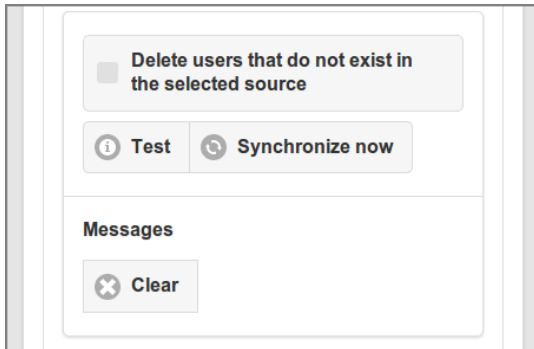 Delete users that do not exist in
the selected source
Test
Synchronize now
Messages
Clear